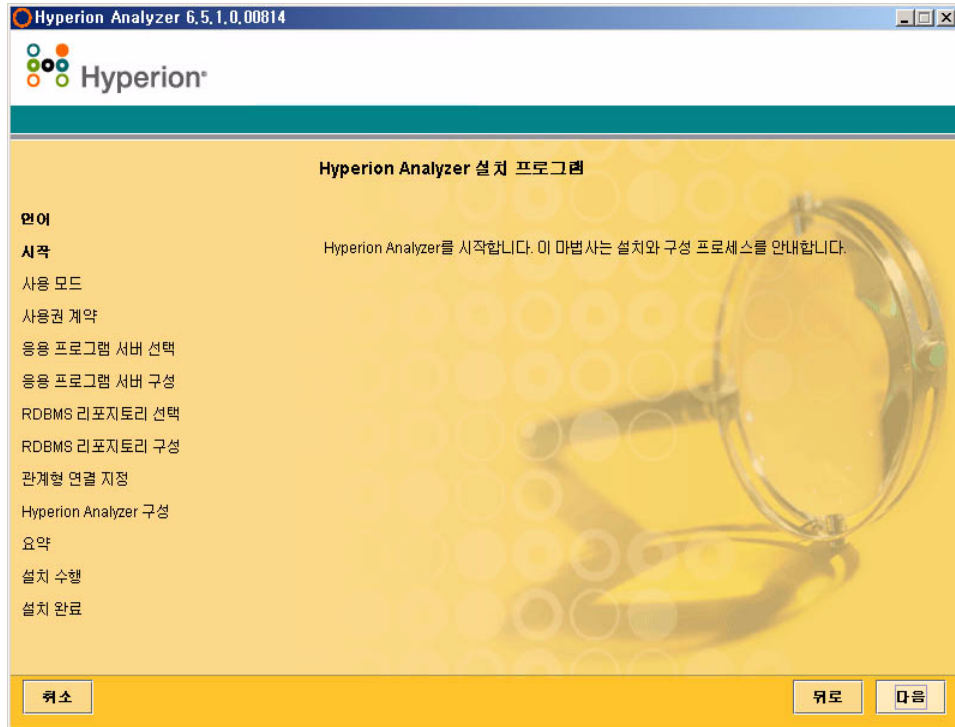 Hyperion Analyzer 6.5.1.0.00814
Hyperion
Hyperion Analyzer 설치 프로그램
언어
시작
Hyperion Analyzer를 시작합니다. 이 마법사는 설치와 구성 프로세스를 안내합니다.
사용 모드
사용권 계약
응용 프로그램 서버 선택
응용 프로그램 서버 구성
RDBMS 리포지토리 선택
RDBMS 리포지토리 구성
관계형 연결 지정
Hyperion Analyzer 구성
요약
설치 수행
설치 완료
취소
뒤로
다음